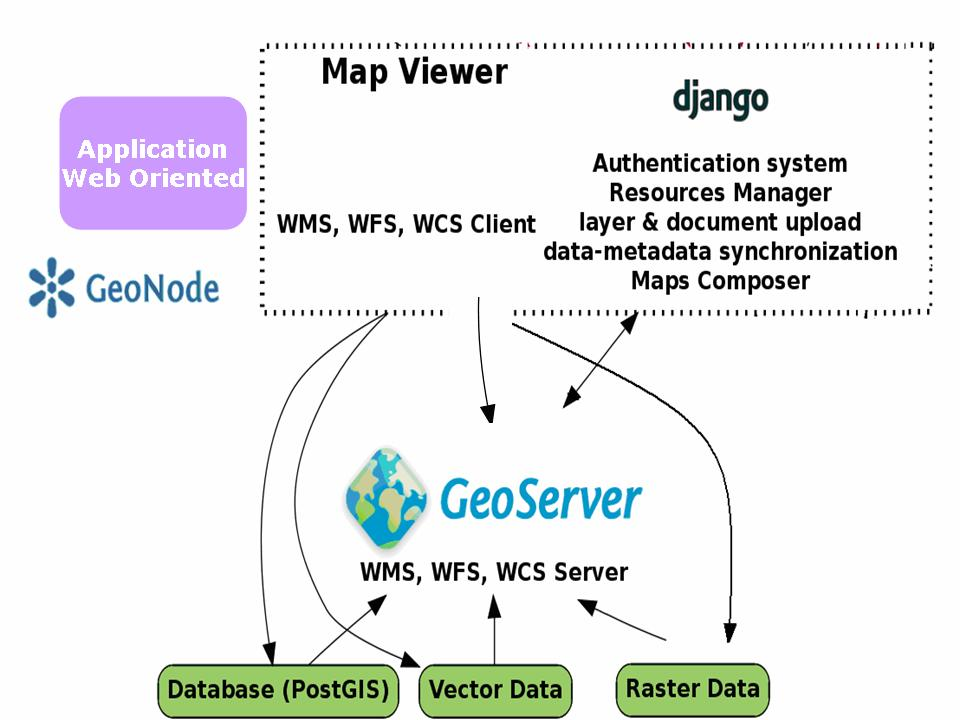 Map Viewer
django
Application
Web Oriented
Authentication system
Resources Manager
WMS, WFS, WCS Client
layer & document upload
data-metadata synchronization
Maps Composer
GeoNode
GeoServer
WMS, WFS, WCS Server
Database (PostGIS)
Vector Data
Raster Data